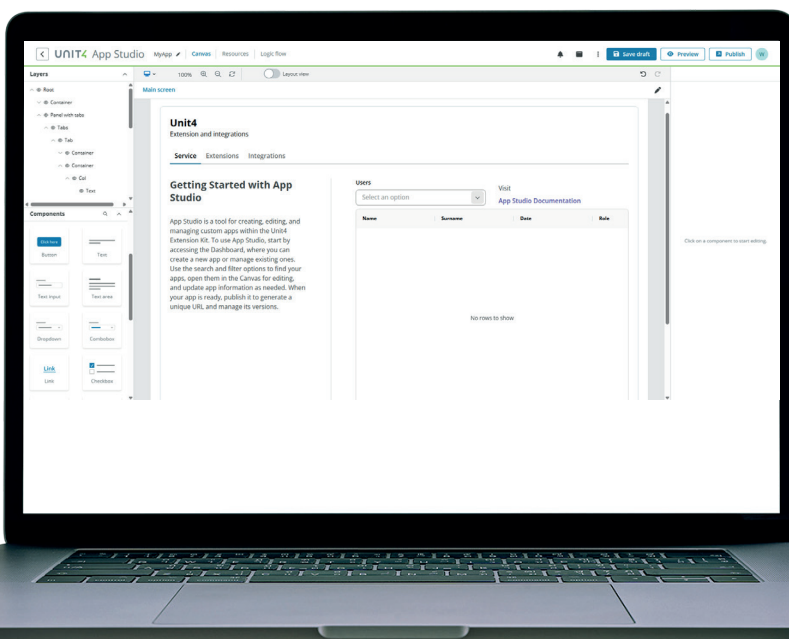 UNIT4 App Studio
MyApp
Canvas
Resources
Logic flow
Save draft
Preview
Publish
W
Layers
100%
Layout view
Root
Container
Panel with tabs
Tabs
Tab
Container
Container
Col
Text
Main screen
Unit4
Extension and integrations
Service
Extensions
Integrations
Getting Started with App
Studio
App Studio is a tool for creating, editing, and
managing custom apps within the Unit4
Extension Kit. To use App Studio, start by
accessing the Dashboard, where you can
create a new app or manage existing ones.
Use the search and filter options to find your
apps, open them in the Canvas for editing,
and update app information as needed. When
your app is ready, publish it to generate a
unique URL and manage its versions.
Users
Select an option
Visit
App Studio Documentation
Name
Surname
Date
Role
No rows to show
Click on a component to start editing.
Components
Click here
Button
Text
Text input
Text area
Dropdown
Combobox
Link
Link
Checkbox